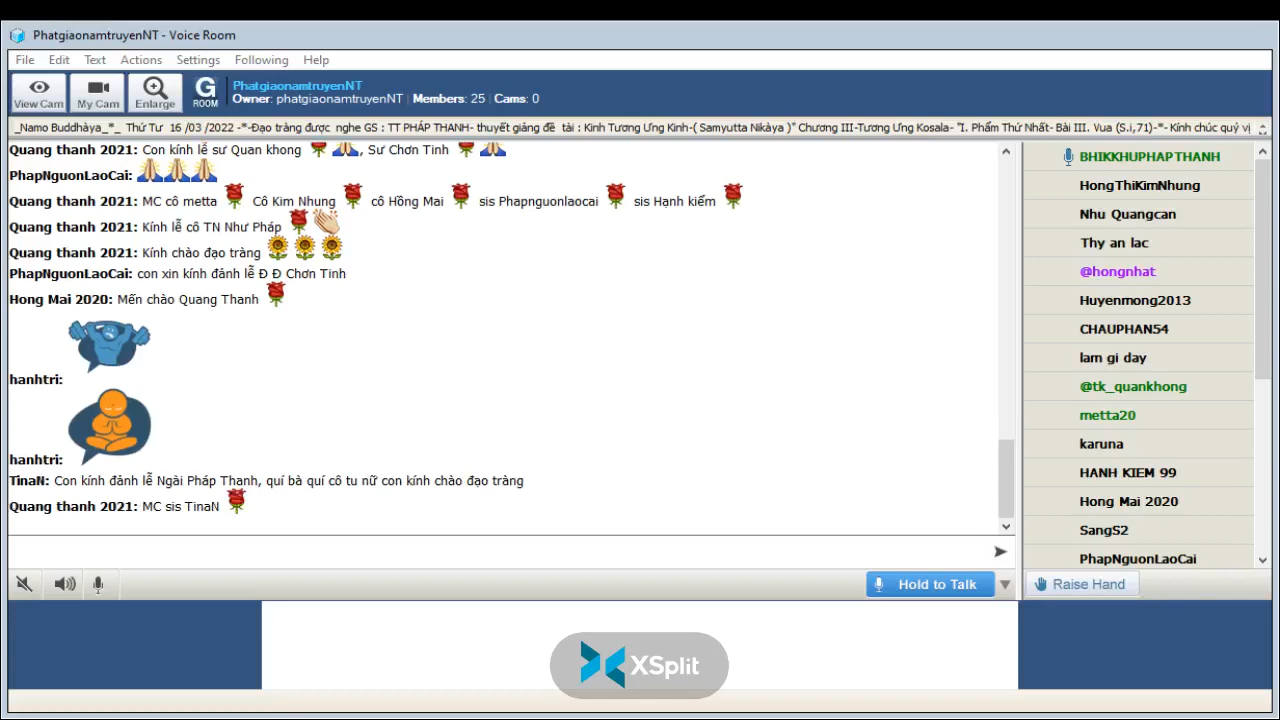 PhatgiaonamtruyenNT - Voice Room
File Edit Text Actions Settings Following Help
View Cam My Cam Enlarge G ROOM
PhatgiaonamtruyenNT
Owner: phatgiaonamtruyenNT | Members: 25 | Cams: 0
_Namo Buddhàya_*_ Thứ Tư 16 /03 /2022 -*-Đạo tràng được nghe GS : TT PHÁP THANH- thuyết giảng đề tài : Kinh Tương Ưng Kinh-( Samyutta Nikàya )" Chương III-Tương Ưng Kosala- "I. Phẩm Thứ Nhất- Bài III. Vua (S.i,71)-*- Kính chúc quý vị
Quang thanh 2021: Con kính lễ sư Quan khong , Sư Chơn Tinh
PhapNguonLaoCai:
Quang thanh 2021: MC cô metta Cô Kim Nhung cô Hồng Mai sis Phapnguonlaocai sis Hạnh kiếm
Quang thanh 2021: Kính lễ cô TN Như Pháp
Quang thanh 2021: Kính chào đạo tràng
PhapNguonLaoCai: con xin kính đảnh lễ Đ Đ Chơn Tinh
Hong Mai 2020: Mến chào Quang Thanh
hanhtri:
hanhtri:
TinaN: Con kính đảnh lễ Ngài Pháp Thanh, quí bà quí cô tu nữ con kính chào đạo tràng
Quang thanh 2021: MC sis TinaN
BHIKKHUPHAPTHANH
HongThiKimNhung
Nhu Quangcan
Thy an lac
@hongnhat
Huyenmong2013
CHAUPHAN54
lam gi day
@tk_quankhong
metta20
karuna
HANH KIEM 99
Hong Mai 2020
SangS2
PhapNguonLaoCai
Hold to Talk
Raise Hand
XSplit